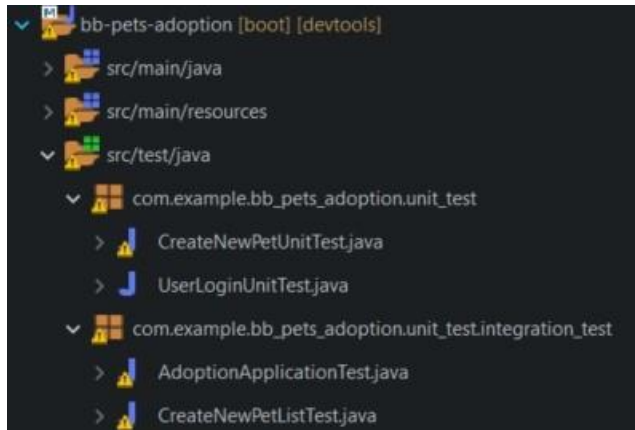 bb-pets-adoption [boot] [devtools]
src/main/java
src/main/resources
src/test/java
com.example.bb_pets_adoption.unit_test
CreateNewPetUnitTest.java
UserLoginUnitTest.java
com.example.bb_pets_adoption.unit_test.integration_test
AdoptionApplicationTest.java
CreateNewPetListTest.java